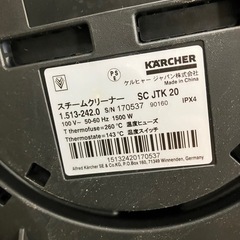 KÄRCHER
PS
E
ケルヒャー ジャパン株式会社
Made in China
スチームクリーナー SC JTK 20
1.513-242.0 S/N 170537 90160 IPX4
100 V~ 50-60 Hz 1500 W
T thermofuse=260 ℃ 温度ヒューズ
Thermostate=143 ℃ 温度スイッチ
15132420170537
Alfred Kärcher SE & Co.KG, P.O.Box 160, 71349 Winnenden, Germany